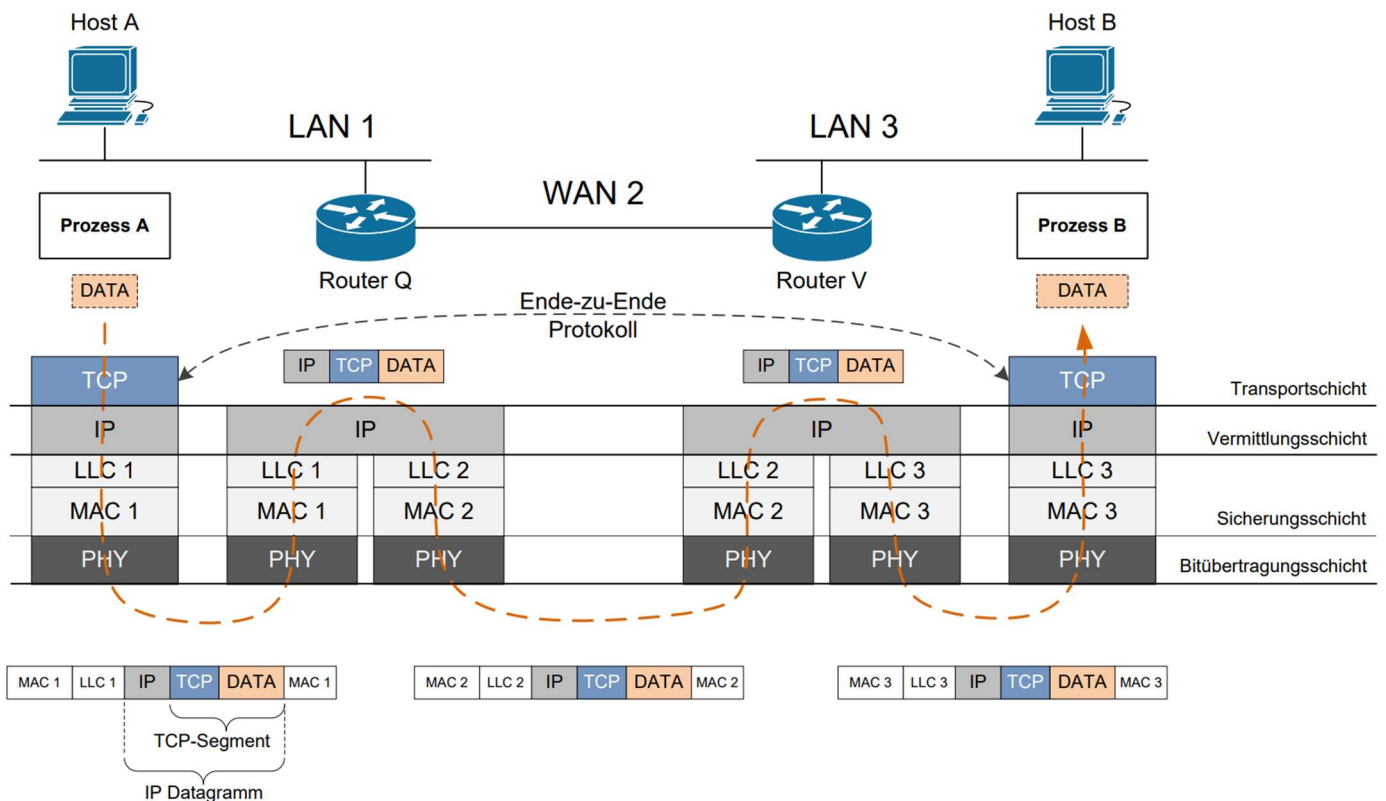 Host A
Host B
LAN 1
LAN 3
WAN 2
Prozess A
Prozess B
Router Q
Router V
DATA
DATA
Ende-zu-Ende
Protokoll
IP TCP DATA
IP TCP DATA
TCP
TCP
Transportschicht
IP
IP
IP
IP
Vermittlungsschicht
LLC 1
LLC 1
LLC 2
LLC 2
LLC 3
LLC 3
MAC 1
MAC 1
MAC 2
MAC 2
MAC 3
MAC 3
Sicherungsschicht
PHY
PHY
PHY
PHY
PHY
PHY
Bitübertragungsschicht
MAC 1 LLC 1 IP TCP DATA MAC 1
MAC 2 LLC 2 IP TCP DATA MAC 2
MAC 3 LLC 3 IP TCP DATA MAC 3
TCP-Segment
IP Datagramm